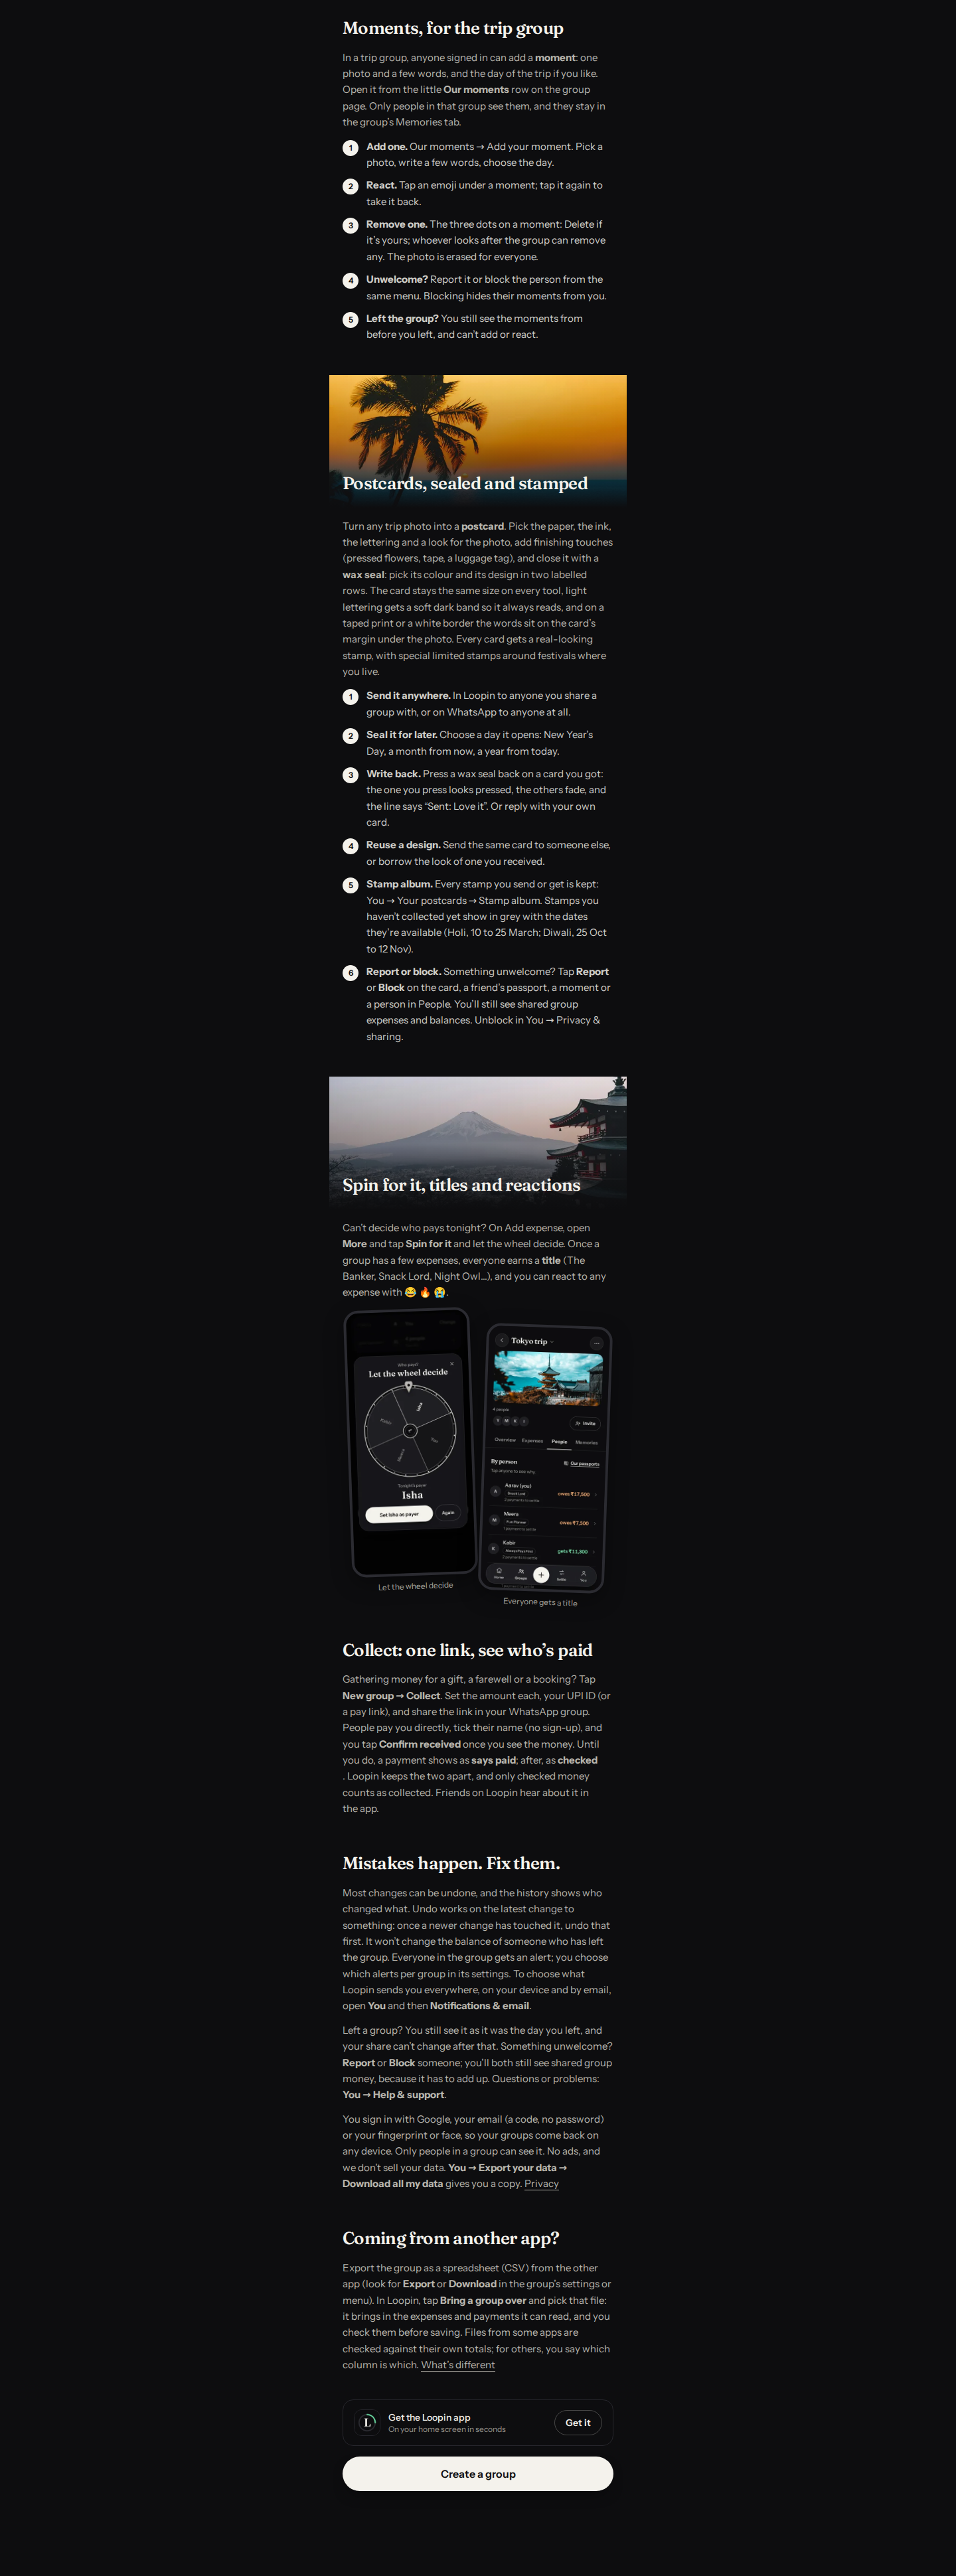 Moments, for the trip group
In a trip group, anyone signed in can add a moment: one
photo and a few words, and the day of the trip if you like.
Open it from the little Our moments row on the group
page. Only people in that group see them, and they stay in
the group’s Memories tab.
1 Add one. Our moments → Add your moment. Pick a
photo, write a few words, choose the day.
2 React. Tap an emoji under a moment; tap it again to
take it back.
3 Remove one. The three dots on a moment: Delete if
it’s yours; whoever looks after the group can remove
any. The photo is erased for everyone.
4 Unwelcome? Report it or block the person from the
same menu. Blocking hides their moments from you.
5 Left the group? You still see the moments from
before you left, and can’t add or react.
Postcards, sealed and stamped
Turn any trip photo into a postcard. Pick the paper, the ink,
the lettering and a look for the photo, add finishing touches
(pressed flowers, tape, a luggage tag), and close it with a
wax seal: pick its colour and its design in two labelled
rows. The card stays the same size on every tool, light
lettering gets a soft dark band so it always reads, and on a
taped print or a white border the words sit on the card’s
margin under the photo. Every card gets a real-looking
stamp, with special limited stamps around festivals where
you live.
1 Send it anywhere. In Loopin to anyone you share a
group with, or on WhatsApp to anyone at all.
2 Seal it for later. Choose a day it opens: New Year’s
Day, a month from now, a year from today.
3 Write back. Press a wax seal back on a card you got:
the one you press looks pressed, the others fade, and
the line says “Sent: Love it”. Or reply with your own
card.
4 Reuse a design. Send the same card to someone else,
or borrow the look of one you received.
5 Stamp album. Every stamp you send or get is kept:
You → Your postcards → Stamp album. Stamps you
haven’t collected yet show in grey with the dates
they’re available (Holi, 10 to 25 March; Diwali, 25 Oct
to 12 Nov).
6 Report or block. Something unwelcome? Tap Report
or Block on the card, a friend’s passport, a moment or
a person in People. You’ll still see shared group
expenses and balances. Unblock in You → Privacy &
sharing.
Spin for it, titles and reactions
Can’t decide who pays tonight? On Add expense, open
More and tap Spin for it and let the wheel decide. Once a
group has a few expenses, everyone earns a title (The
Banker, Snack Lord, Night Owl...), and you can react to any
expense with 😂 🔥 😭.
Who pays?
Let the wheel decide
Isha
Kabir
Meera
Tonight's payer
Isha
Set Isha as payer
Again
Let the wheel decide
Tokyo trip
4 people
Invite
Overview Expenses People Memories
By person
Our passports
Tap anyone to see why
A Aarav (you)
Snack Lord
owes ₹17,500
M Meera
owes ₹7,500
K Kabir
gets ₹11,300
Home Groups
You
Everyone gets a title
Collect: one link, see who’s paid
Gathering money for a gift, a farewell or a booking? Tap
New group → Collect. Set the amount each, your UPI ID (or
a pay link), and share the link in your WhatsApp group.
People pay you directly, tick their name (no sign-up), and
you tap Confirm received once you see the money. Until
you do, a payment shows as says paid; after, as checked
. Loopin keeps the two apart, and only checked money
counts as collected. Friends on Loopin hear about it in
the app.
Mistakes happen. Fix them.
Most changes can be undone, and the history shows who
changed what. Undo works on the latest change to
something: once a newer change has touched it, undo that
first. It won’t change the balance of someone who has left
the group. Everyone in the group gets an alert; you choose
which alerts per group in its settings. To choose what
Loopin sends you everywhere, on your device and by email,
open You and then Notifications & email.
Left a group? You still see it as it was the day you left, and
your share can’t change after that. Something unwelcome?
Report or Block someone; you’ll both still see shared group
money, because it has to add up. Questions or problems:
You → Help & support.
You sign in with Google, your email (a code, no password)
or your fingerprint or face, so your groups come back on
any device. Only people in a group can see it. No ads, and
we don’t sell your data. You → Export your data →
Download all my data gives you a copy. Privacy
Coming from another app?
Export the group as a spreadsheet (CSV) from the other
app (look for Export or Download in the group’s settings or
menu). In Loopin, tap Bring a group over and pick that file:
it brings in the expenses and payments it can read, and you
check them before saving. Files from some apps are
checked against their own totals; for others, you say which
column is which. What’s different
L
Get the Loopin app
On your home screen in seconds
Get it
Create a group